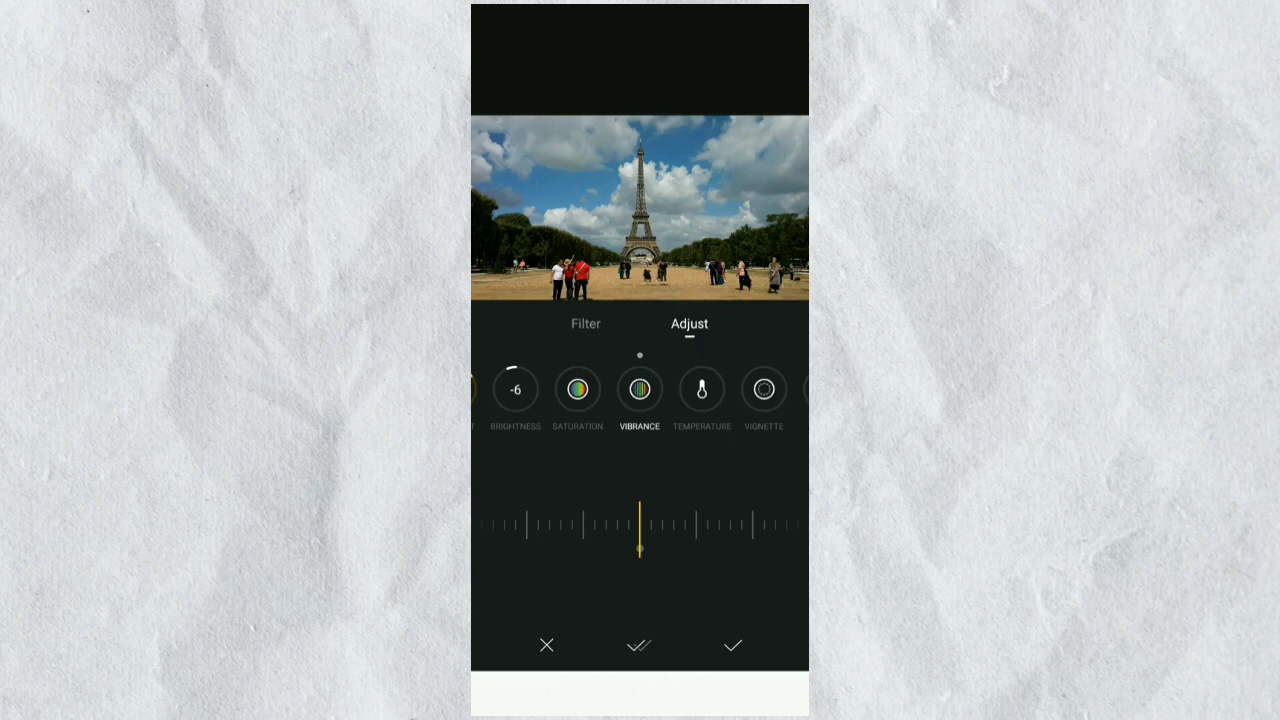 Filter Adjust
-6
BRIGHTNESS SATURATION VIBRANCE TEMPERATURE VIGNETTE